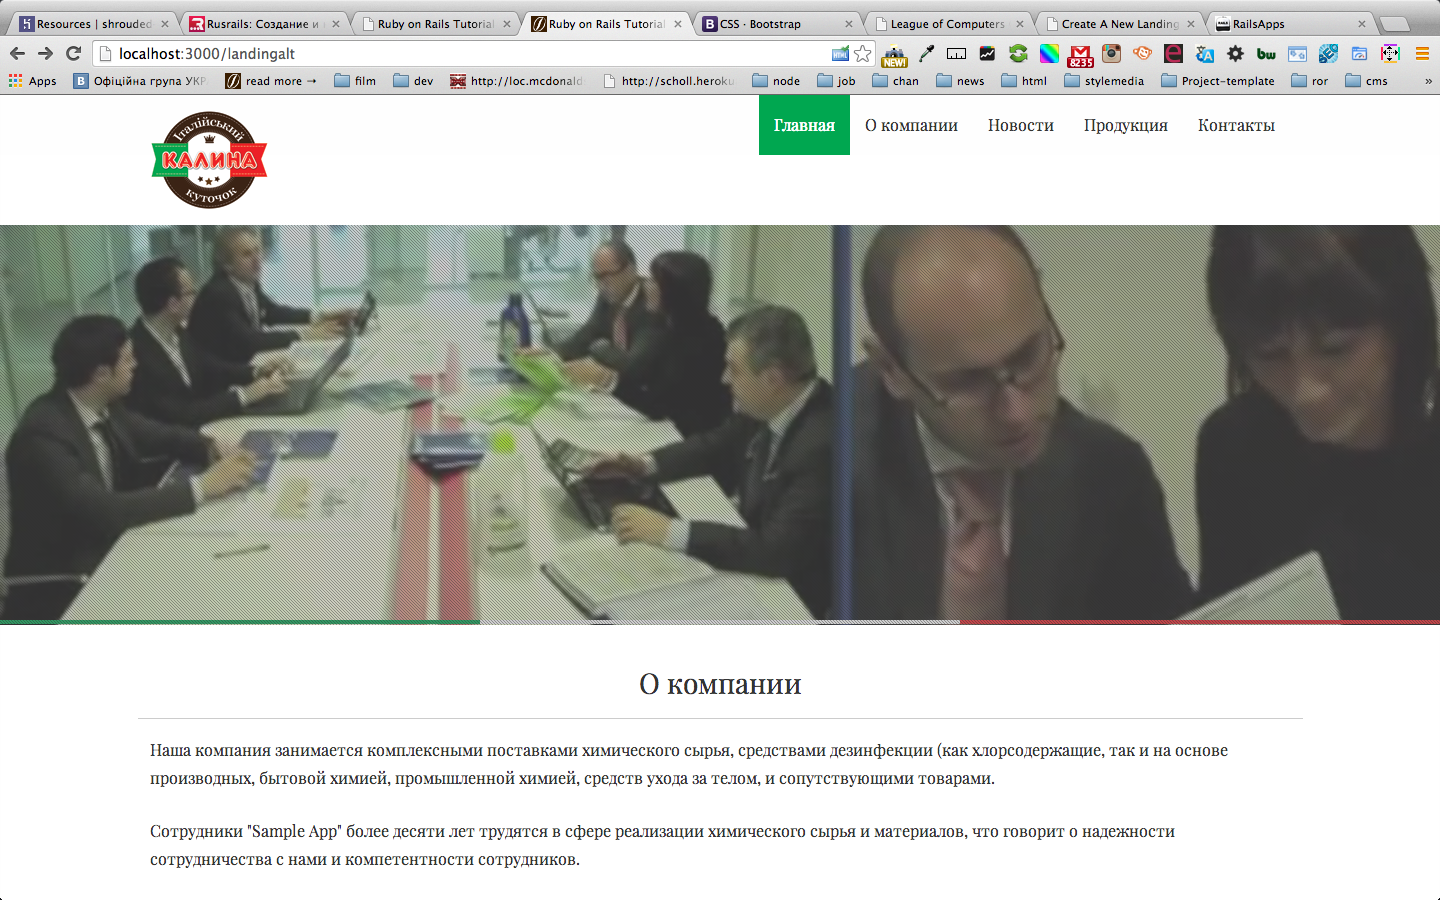 Resources | shrouded
Rusrails: Создание и
Ruby on Rails Tutorial
Ruby on Rails Tutorial
CSS · Bootstrap
League of Computers
Create A New Landing
RailsApps
localhost:3000/landingalt
NEW!
8235
bw
Apps
Офіційна група УКР
read more →
film
dev
http://loc.mcdonald
http://scholl.heroku
node
job
chan
news
html
stylemedia
Project-template
ror
cms
»
Італійський
КАЛИНА
куточок
Главная
О компании
Новости
Продукция
Контакты
О компании
Наша компания занимается комплексными поставками химического сырья, средствами дезинфекции (как хлорсодержащие, так и на основе
производных, бытовой химией, промышленной химией, средств ухода за телом, и сопутствующими товарами.
Сотрудники "Sample App" более десяти лет трудятся в сфере реализации химического сырья и материалов, что говорит о надежности
сотрудничества с нами и компетентности сотрудников.